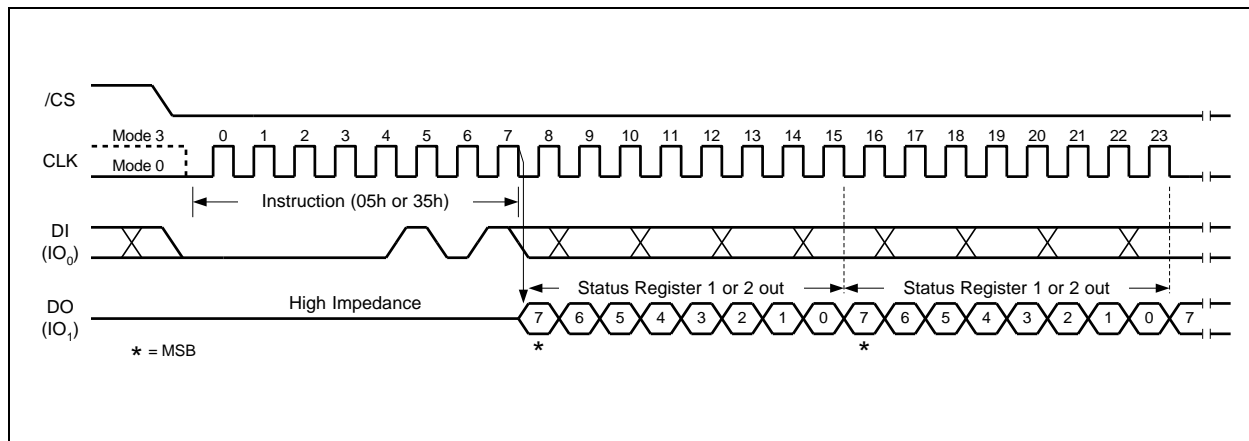 /CS
Mode 3 0 1 2 3 4 5 6 7 8 9 10 11 12 13 14 15 16 17 18 19 20 21 22 23
CLK Mode 0
Instruction (05h or 35h)
DI
(IO0)
Status Register 1 or 2 out Status Register 1 or 2 out
High Impedance
DO 7 6 5 4 3 2 1 0 7 6 5 4 3 2 1 0 7
(IO1)
* *
* = MSB